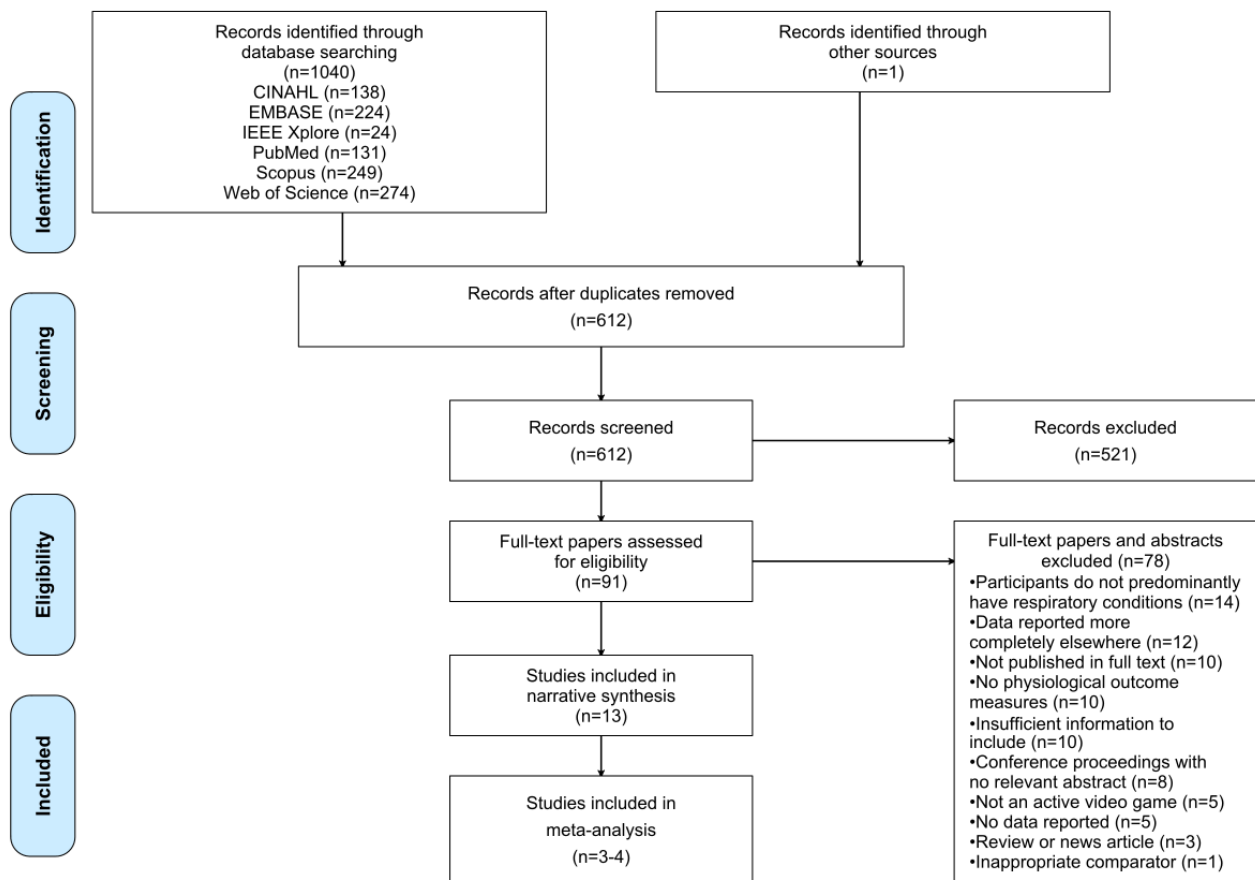 Records identified through
database searching
(n=1040)
CINAHL (n=138)
EMBASE (n=224)
IEEE Xplore (n=24)
PubMed (n=131)
Scopus (n=249)
Web of Science (n=274)
Records identified through
other sources
(n=1)
Identification
Records after duplicates removed
(n=612)
Screening
Records screened
(n=612)
Records excluded
(n=521)
Eligibility
Full-text papers assessed
for eligibility
(n=91)
Full-text papers and abstracts
excluded (n=78)
•Participants do not predominantly
have respiratory conditions (n=14)
•Data reported more
completely elsewhere (n=12)
•Not published in full text (n=10)
•No physiological outcome
measures (n=10)
•Insufficient information to
include (n=10)
•Conference proceedings with
no relevant abstract (n=8)
•Not an active video game (n=5)
•No data reported (n=5)
•Review or news article (n=3)
•Inappropriate comparator (n=1)
Studies included in
narrative synthesis
(n=13)
Included
Studies included in
meta-analysis
(n=3-4)